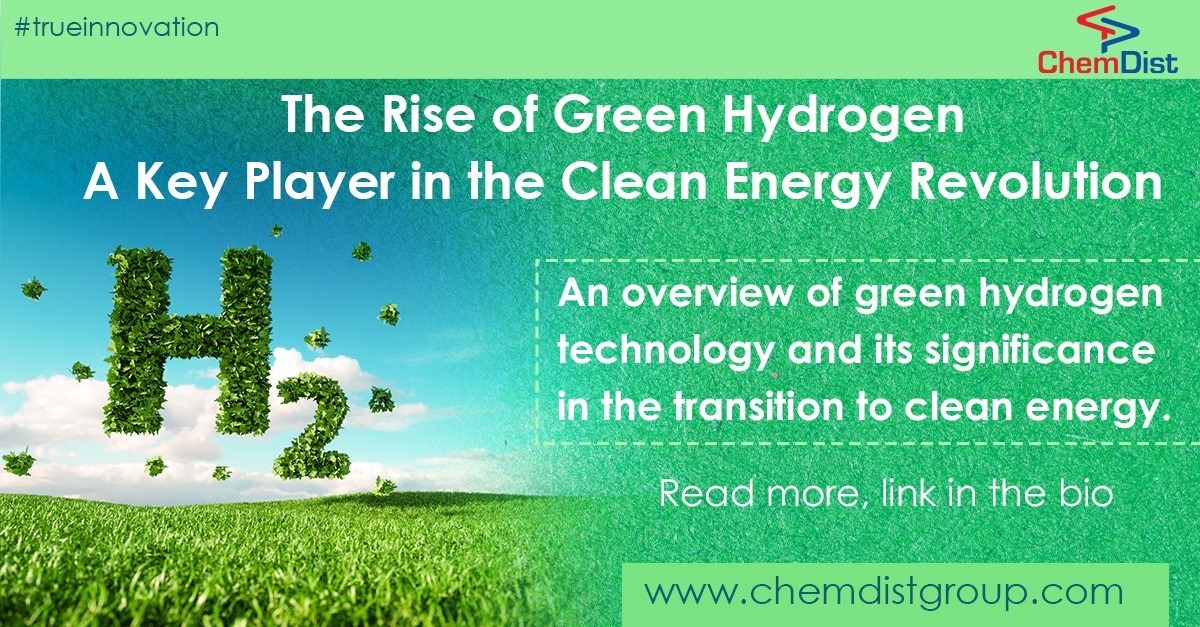 #trueinnovation
ChemDist
The Rise of Green Hydrogen
A Key Player in the Clean Energy Revolution
H2
An overview of green hydrogen
technology and its significance
in the transition to clean energy.
Read more, link in the bio
www.chemdistgroup.com